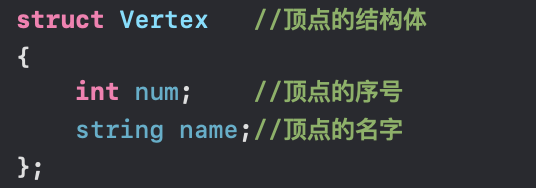 struct Vertex   //顶点的结构体
{
    int num;    //顶点的序号
    string name;//顶点的名字
};